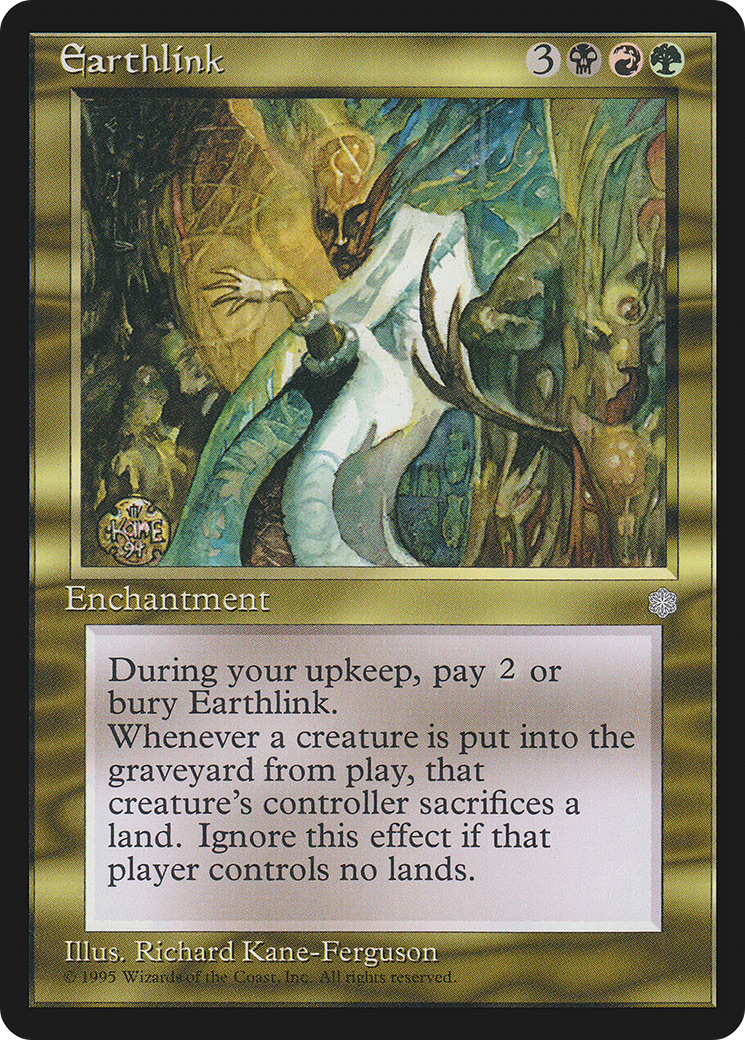 Earthlink
3
KANE
94
Enchantment
During your upkeep, pay 2 or
bury Earthlink.
Whenever a creature is put into the
graveyard from play, that
creature's controller sacrifices a
land. Ignore this effect if that
player controls no lands.
Illus. Richard Kane-Ferguson
© 1995 Wizards of the Coast, Inc. All rights reserved.